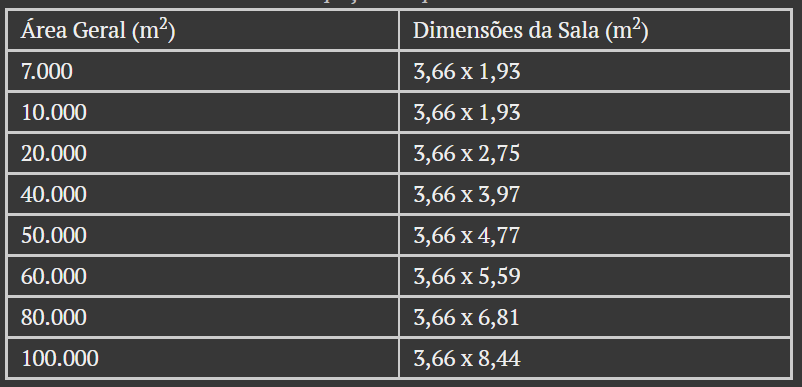 Área Geral (m²) Dimensões da Sala (m²)
7.000 3,66 x 1,93
10.000 3,66 x 1,93
20.000 3,66 x 2,75
40.000 3,66 x 3,97
50.000 3,66 x 4,77
60.000 3,66 x 5,59
80.000 3,66 x 6,81
100.000 3,66 x 8,44